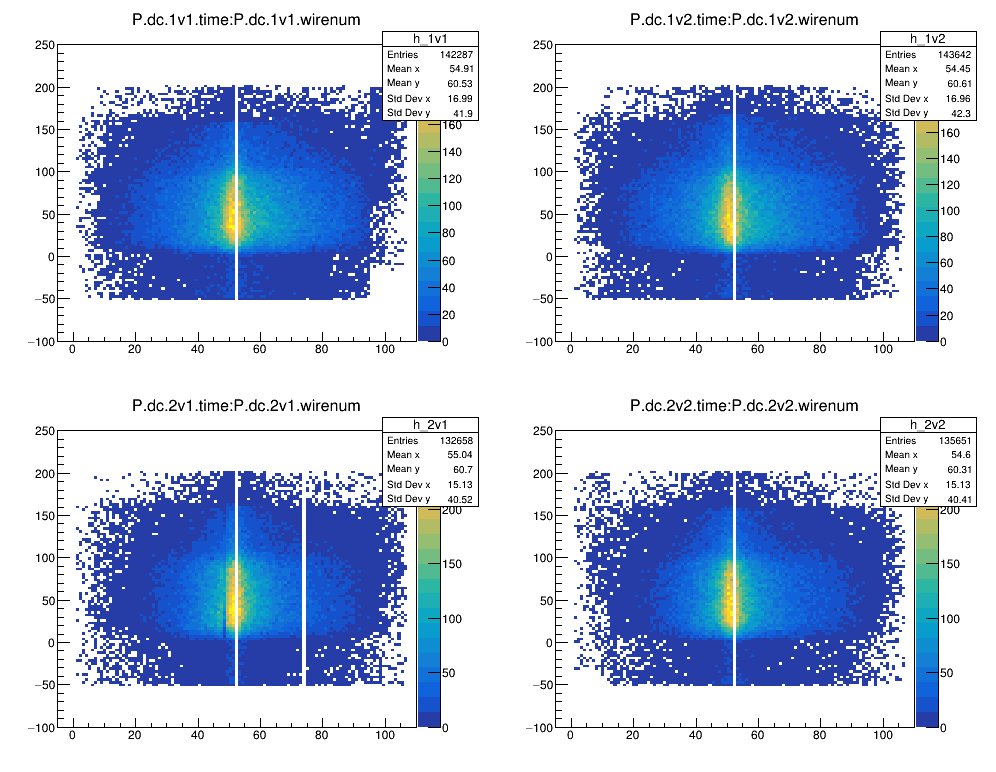 P.dc.1v1.time:P.dc.1v1.wirenum
h_1v1
Entries 142287
Mean x 54.91
Mean y 60.53
Std Dev x 16.99
Std Dev y 41.9
250
200
150
100
50
0
−50
−100
0 20 40 60 80 100
160
140
120
100
80
60
40
20
0
P.dc.1v2.time:P.dc.1v2.wirenum
h_1v2
Entries 143642
Mean x 54.45
Mean y 60.61
Std Dev x 16.96
Std Dev y 42.3
250
200
150
100
50
0
−50
−100
0 20 40 60 80 100
160
140
120
100
80
60
40
20
0
P.dc.2v1.time:P.dc.2v1.wirenum
h_2v1
Entries 132658
Mean x 55.04
Mean y 60.7
Std Dev x 15.13
Std Dev y 40.52
250
200
150
100
50
0
−50
−100
0 20 40 60 80 100
200
150
100
50
0
P.dc.2v2.time:P.dc.2v2.wirenum
h_2v2
Entries 135651
Mean x 54.6
Mean y 60.31
Std Dev x 15.13
Std Dev y 40.41
250
200
150
100
50
0
−50
−100
0 20 40 60 80 100
200
150
100
50
0